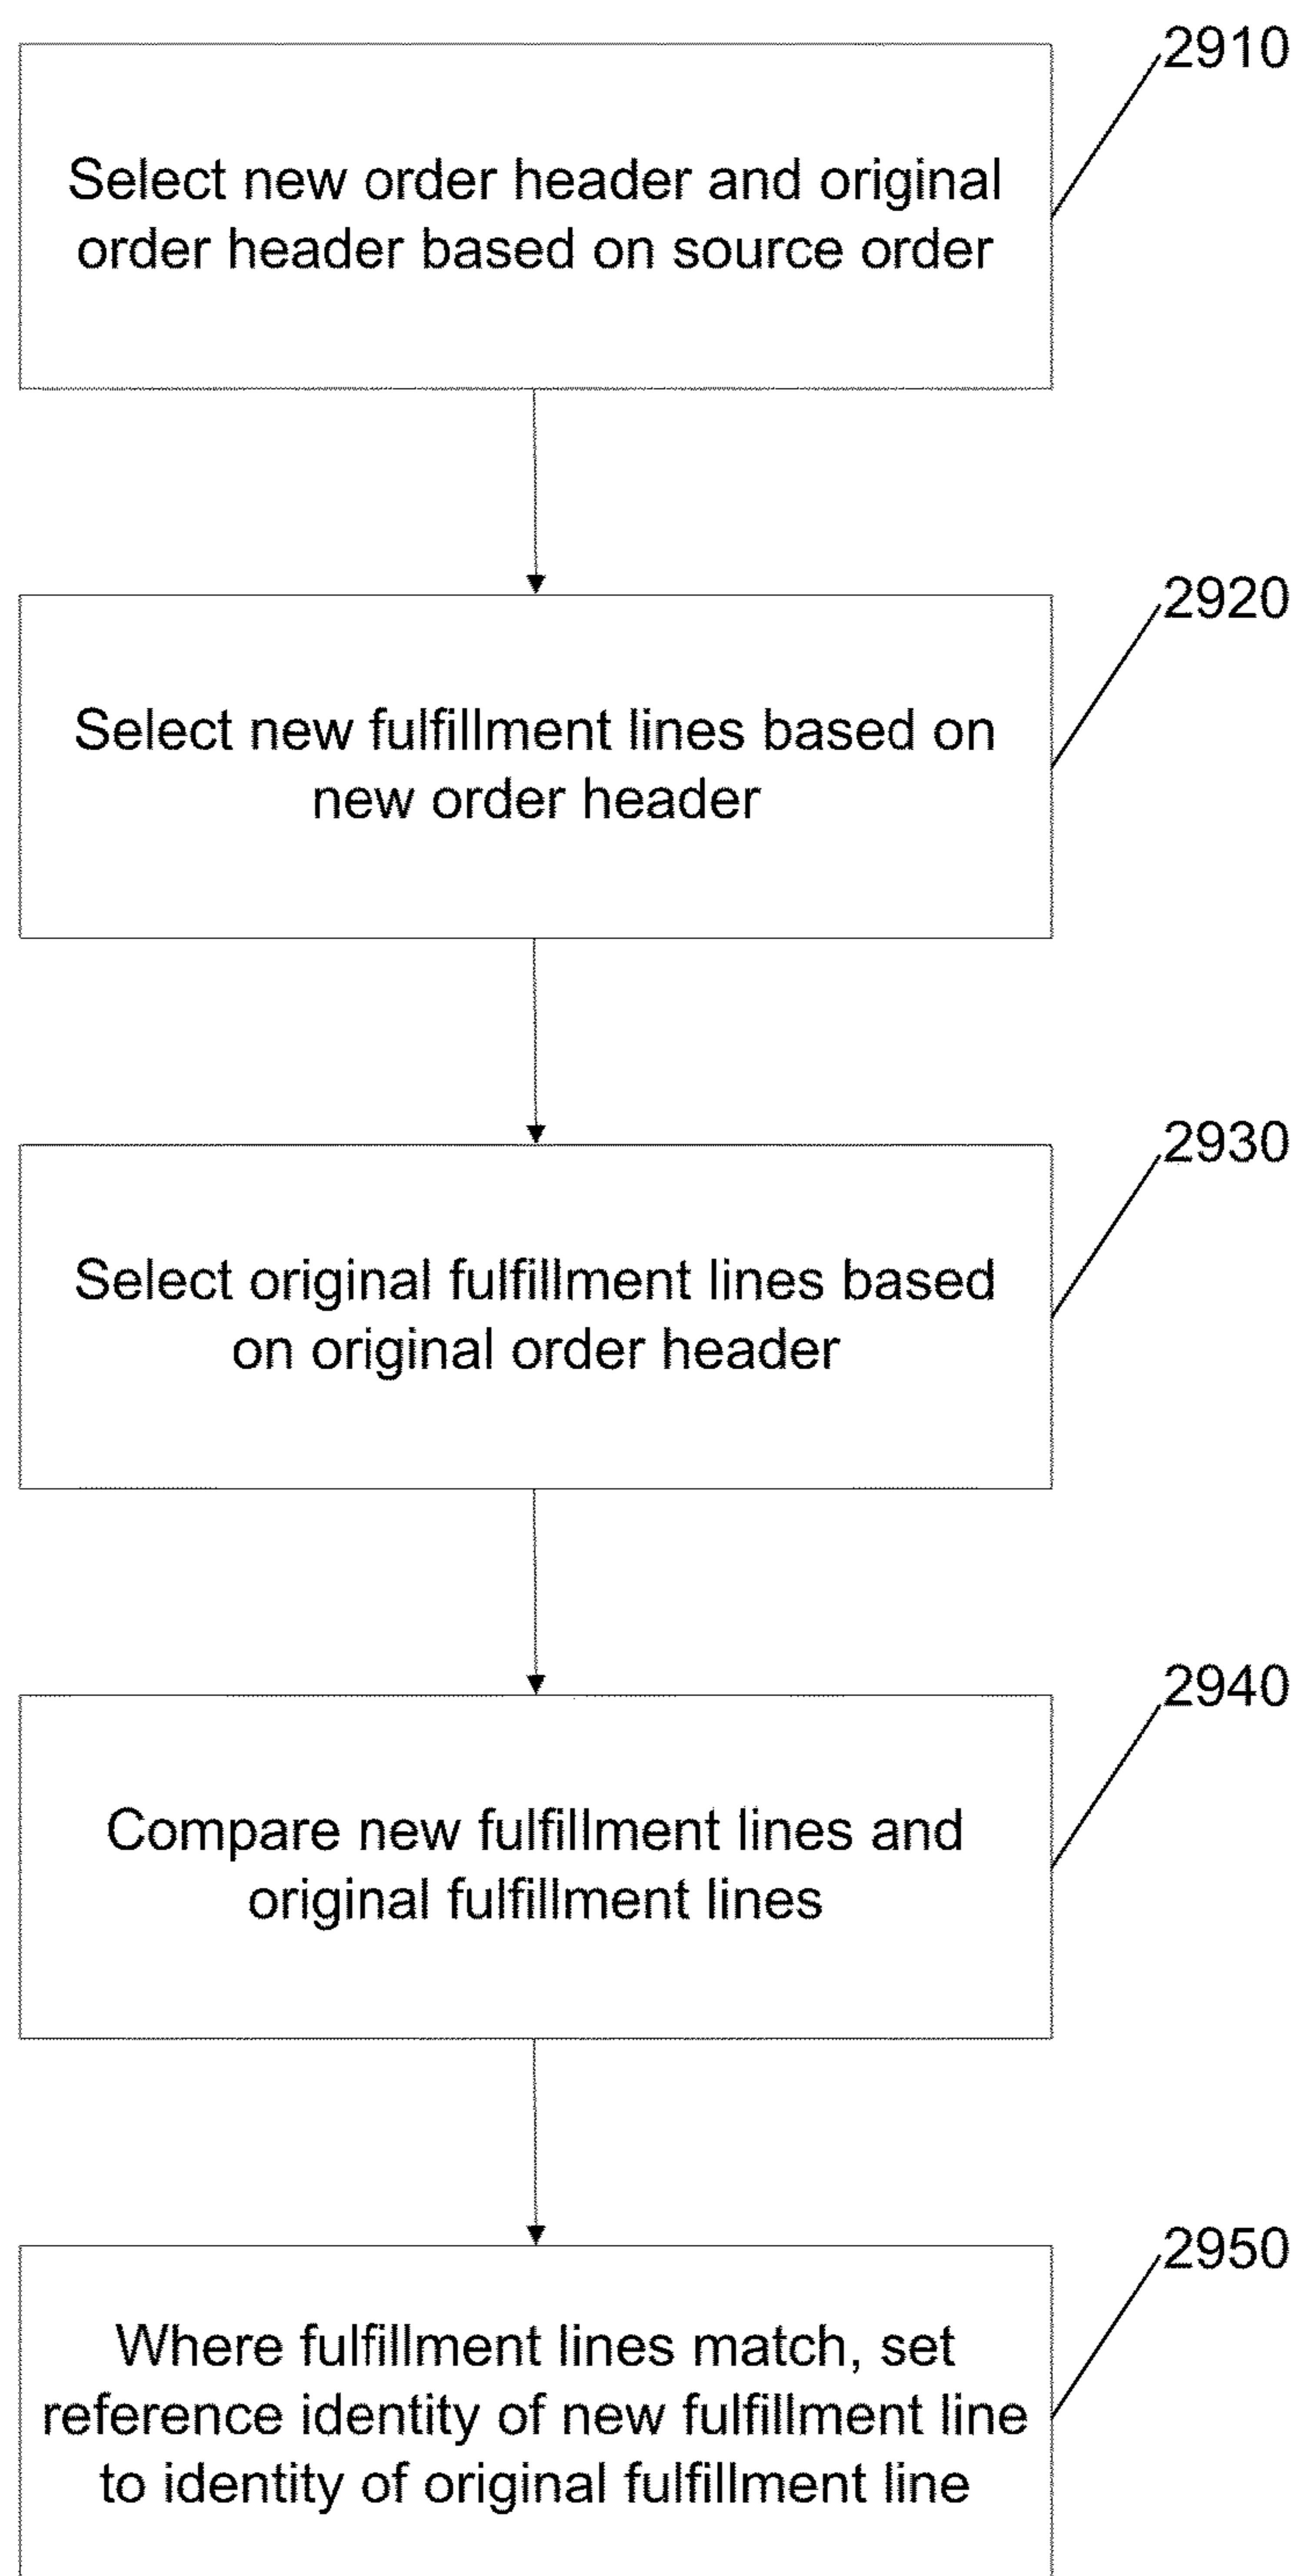 2910
Select new order header and original
order header based on source order
2920
Select new fulfillment lines based on
new order header
2930
Select original fulfillment lines based
on original order header
2940
Compare new fulfillment lines and
original fulfillment lines
2950
Where fulfillment lines match, set
reference identity of new fulfillment line
to identity of original fulfillment line